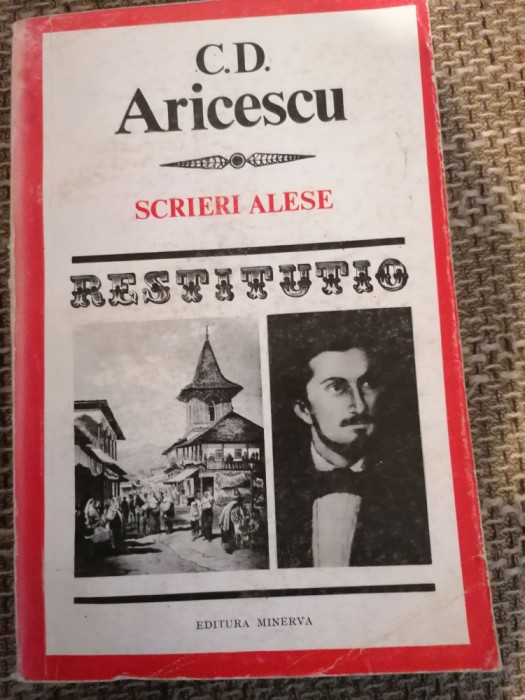 C.D.
Aricescu
SCRIERI ALESE
RESTITUTIO
EDITURA MINERVA